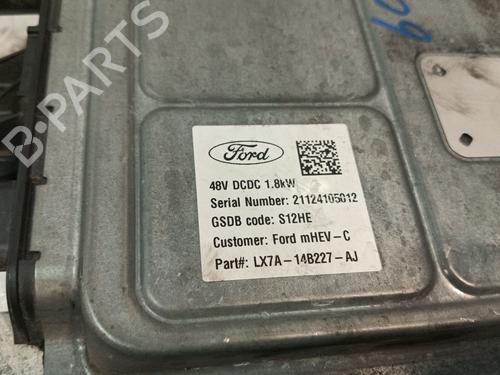 B-PARTS
Ford
48V DCDC 1.8kW
Serial Number: 21124105012
GSDB code: S12HE
Customer: Ford mHEV-C
Part#: LX7A-14B227-AJ